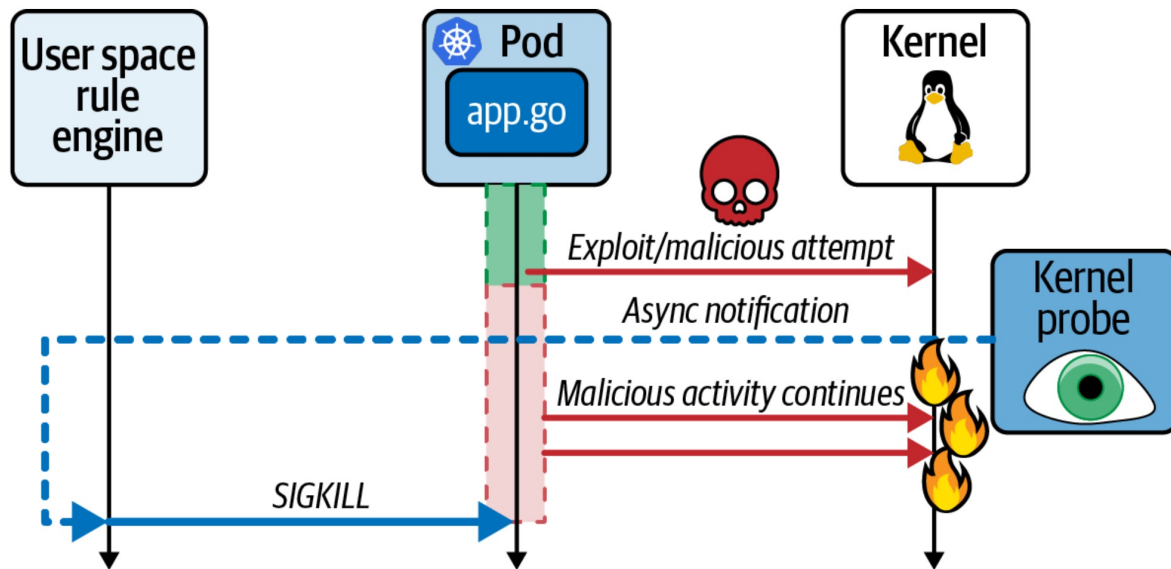 User space
rule
engine
Pod
app.go
Kernel
Exploit/malicious attempt
Async notification
Kernel
probe
Malicious activity continues
SIGKILL